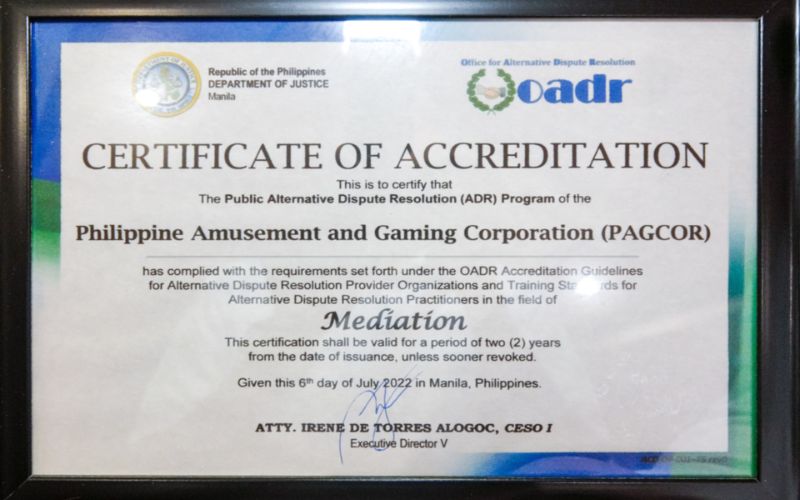 Republic of the Philippines
DEPARTMENT OF JUSTICE
Manila
Office for Alternative Dispute Resolution
oadr
CERTIFICATE OF ACCREDITATION
This is to certify that
The Public Alternative Dispute Resolution (ADR) Program of the
Philippine Amusement and Gaming Corporation (PAGCOR)
has complied with the requirements set forth under the OADR Accreditation Guidelines
for Alternative Dispute Resolution Provider Organizations and Training Standards for
Alternative Dispute Resolution Practitioners in the field of
Mediation
This certification shall be valid for a period of two (2) years
from the date of issuance, unless sooner revoked.
Given this 6th day of July 2022 in Manila, Philippines.
ATTY. IRENE DE TORRES ALOGOC, CESO I
Executive Director V